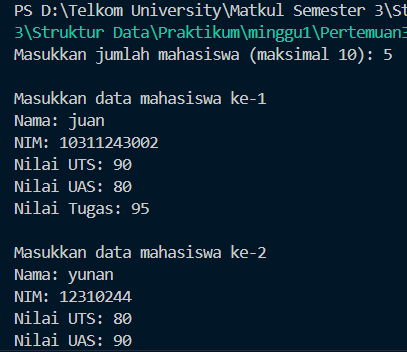 PS D:\Telkom University\Matkul Semester 3\St
3\Struktur Data\Praktikum\minggu1\Pertemuan3
Masukkan jumlah mahasiswa (maksimal 10): 5
Masukkan data mahasiswa ke-1
Nama: juan
NIM: 10311243002
Nilai UTS: 90
Nilai UAS: 80
Nilai Tugas: 95
Masukkan data mahasiswa ke-2
Nama: yunan
NIM: 12310244
Nilai UTS: 80
Nilai UAS: 90